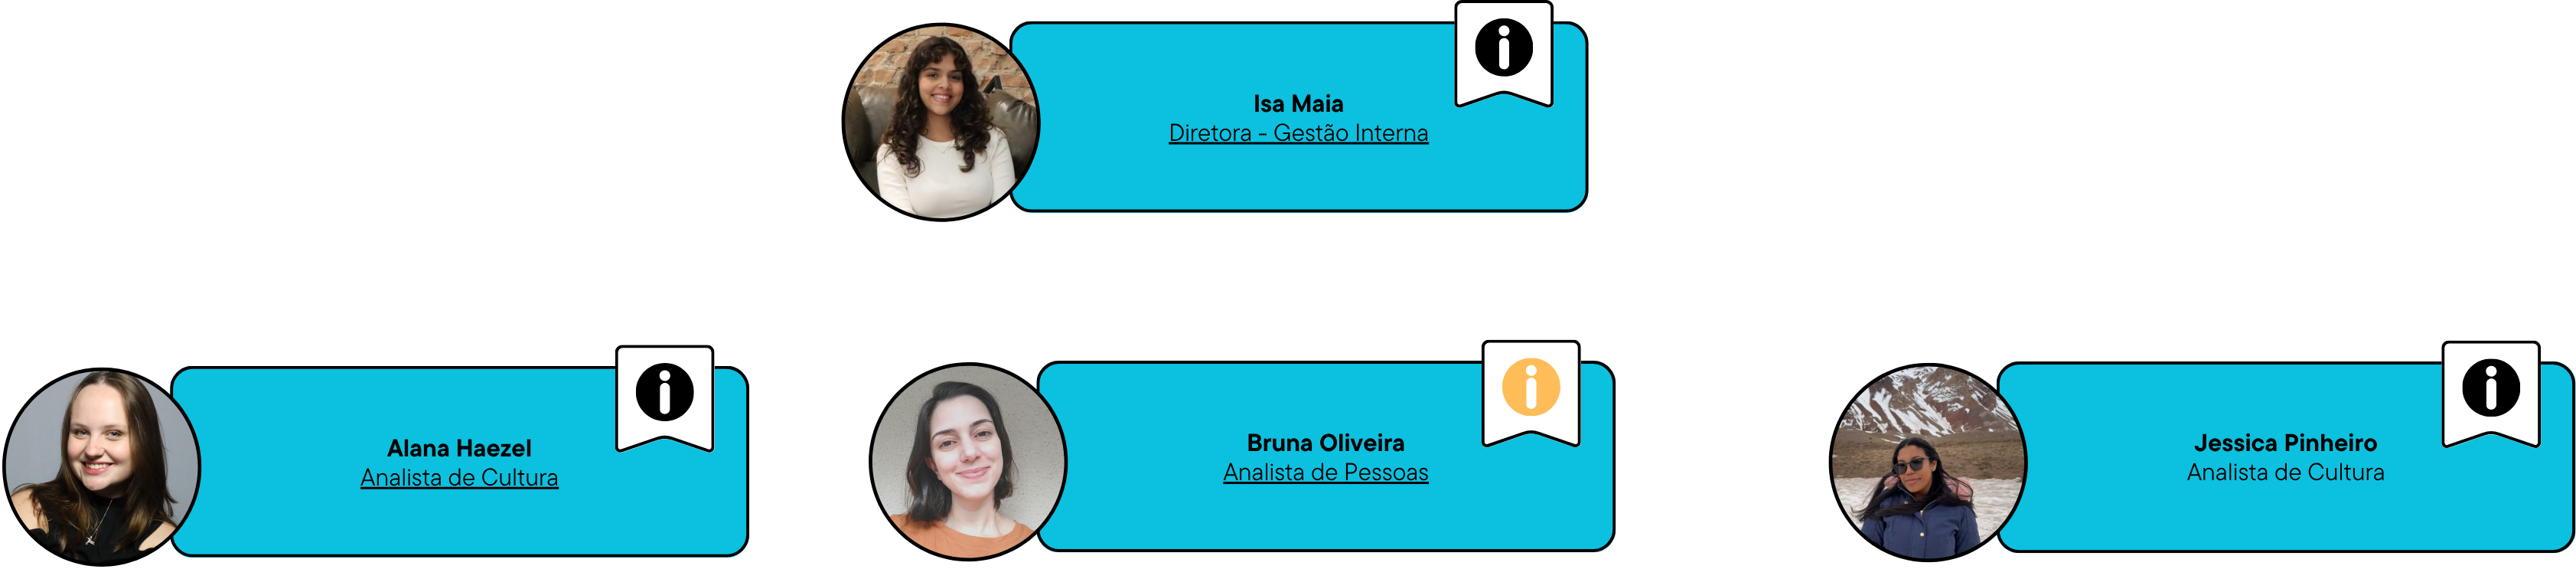 Isa Maia
Diretora - Gestão Interna
Alana Haezel
Analista de Cultura
Bruna Oliveira
Analista de Pessoas
Jessica Pinheiro
Analista de Cultura